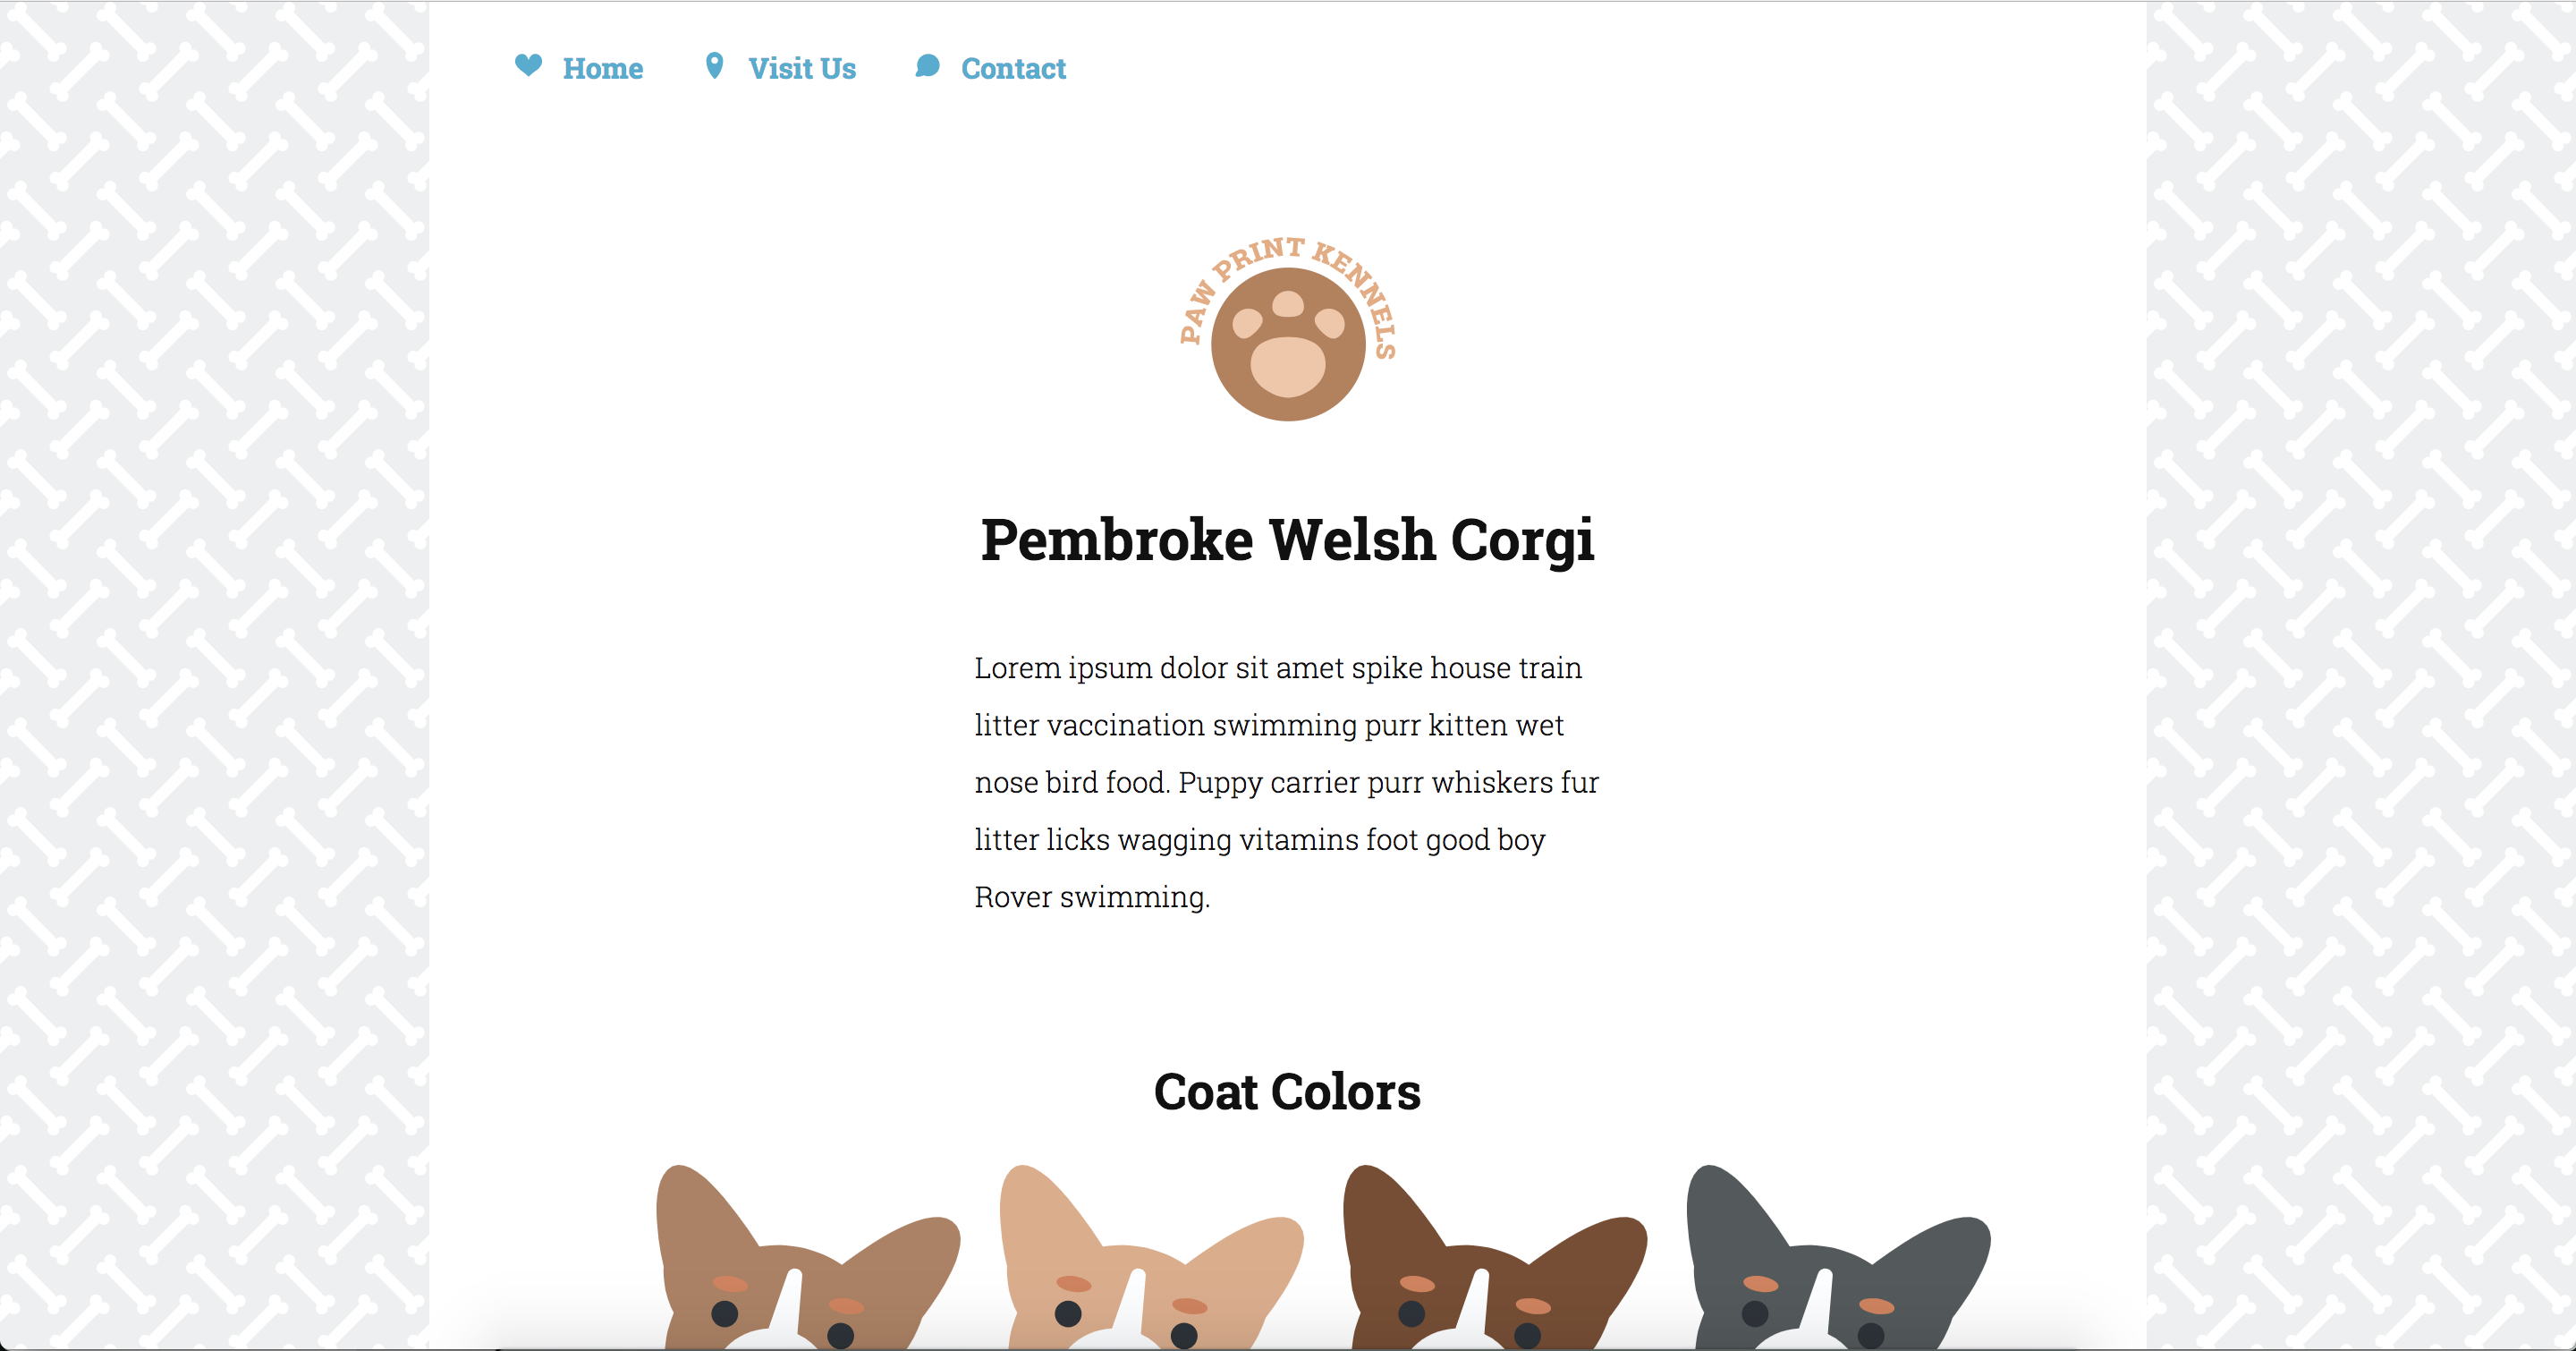 Home
Visit Us
Contact
PAW PRINT KENNELS
Pembroke Welsh Corgi
Lorem ipsum dolor sit amet spike house train
litter vaccination swimming purr kitten wet
nose bird food. Puppy carrier purr whiskers fur
litter licks wagging vitamins foot good boy
Rover swimming.
Coat Colors